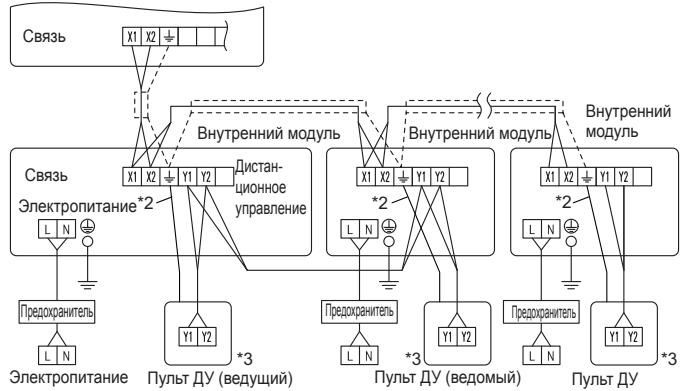 Связь
X1 X2
Внутренний модуль
Внутренний модуль
Внутренний
модуль
Связь
X1 X2 Y1 Y2
Дистан-
ционное
управление
X1 X2 Y1 Y2
X1 X2 Y1 Y2
Электропитание *2
*2
*2
L N
L N
L N
Предохранитель
Предохранитель
Предохранитель
Y1 Y2
Y1 Y2
Y1 Y2
L N
L N
L N
*3
*3
*3
Электропитание
Пульт ДУ (ведущий)
Пульт ДУ (ведомый)
Пульт ДУ